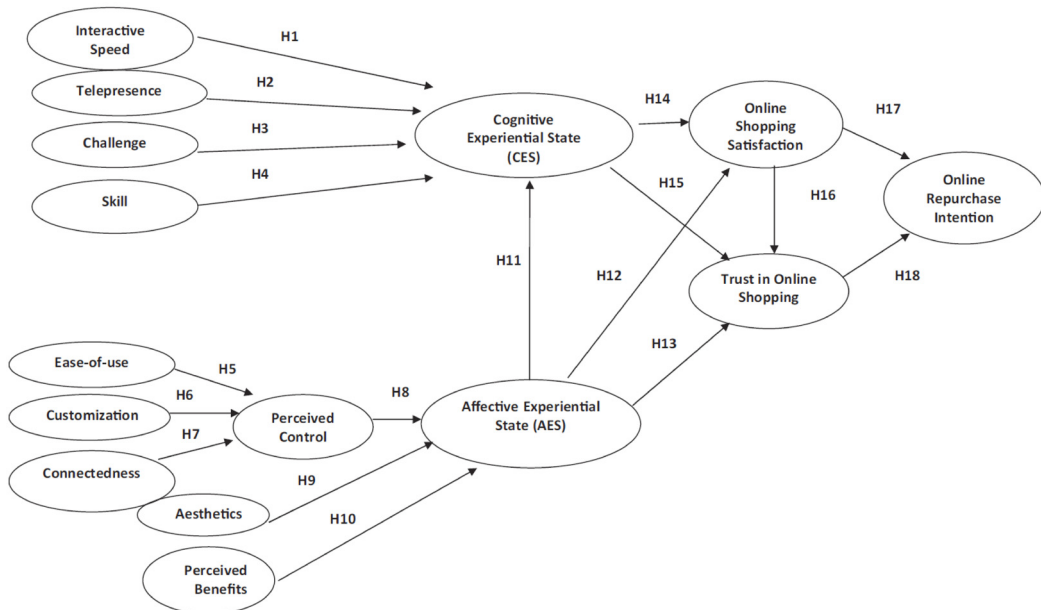 Interactive
Speed
H1
Telepresence
H2
Challenge
H3
Skill
H4
Cognitive
Experiential State
(CES)
H14
Online
Shopping
Satisfaction
H17
H15
H16
Online
Repurchase
Intention
H11
H12
Trust in Online
Shopping
H18
H13
Ease-of-use
H5
Customization
H6
Connectedness
H7
Perceived
Control
H8
Affective Experiential
State (AES)
Aesthetics
H9
Perceived
Benefits
H10